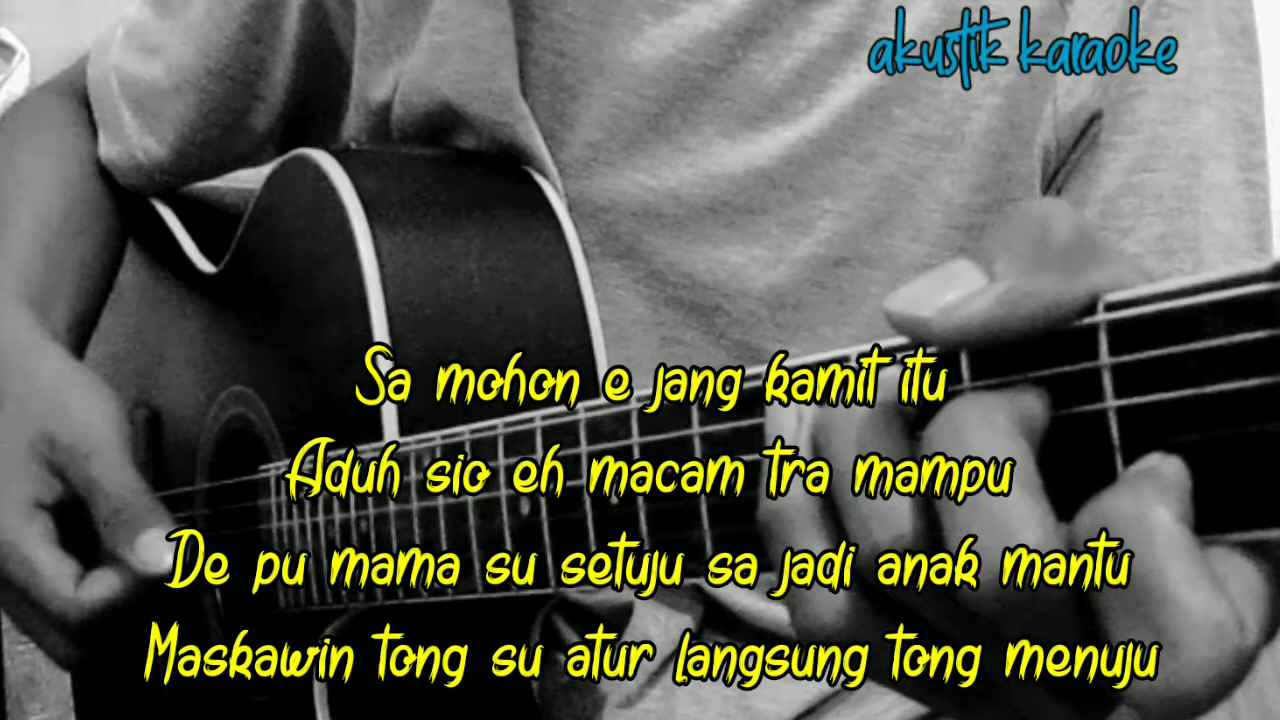 akustik karaoke
Sa mohon e jang kamit itu
Aduh sio eh macam tra mampu
De pu mama su setuju sa jadi anak mantu
Maskawin tong su atur langsung tong menuju